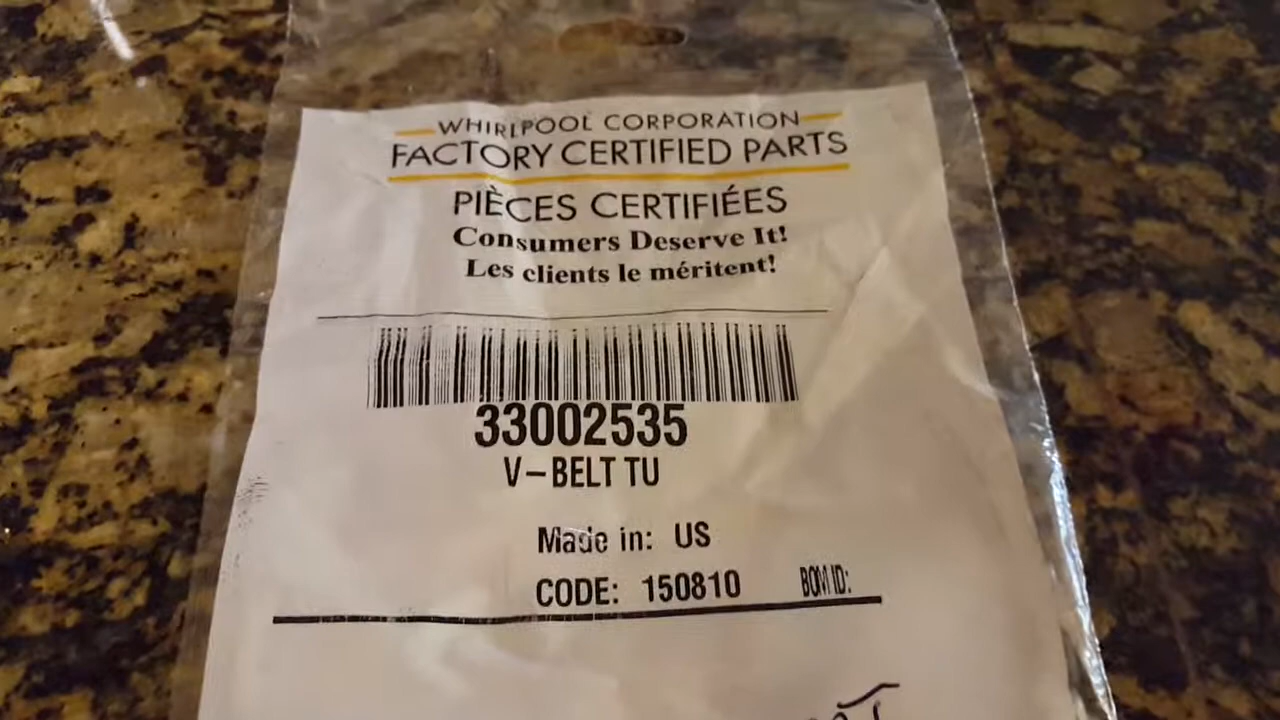 WHIRLPOOL CORPORATION
FACTORY CERTIFIED PARTS
PIÈCES CERTIFIÉES
Consumers Deserve It!
Les clients le méritent!
33002535
V-BELT TU
Made in: US
CODE: 150810 BOM ID: